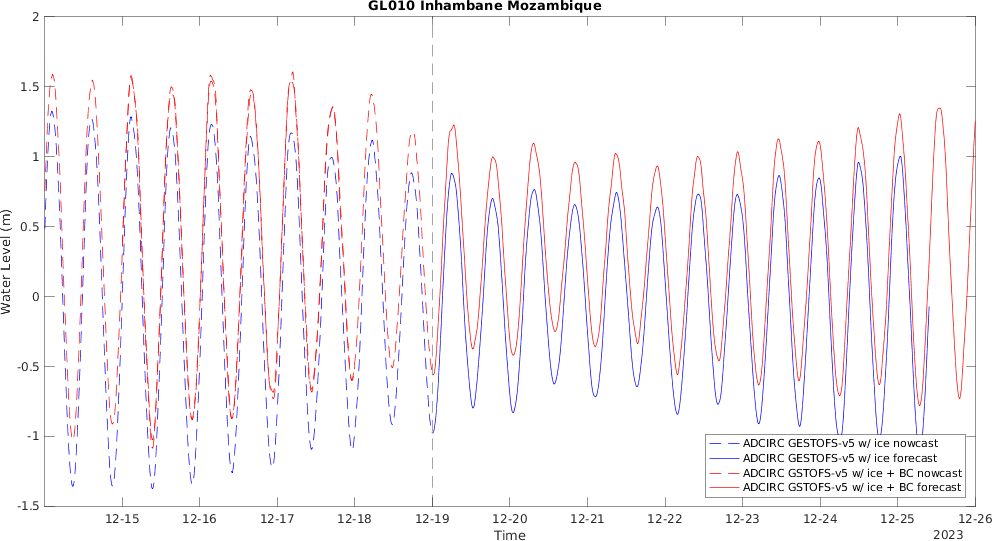 GL010 Inhambane Mozambique
2
1.5
1
0.5
0
-0.5
-1
-1.5
Water Level (m)
12-15 12-16 12-17 12-18 12-19 12-20 12-21 12-22 12-23 12-24 12-25 12-26
Time
2023
ADCIRC GESTOFS-v5 w/ ice nowcast
ADCIRC GESTOFS-v5 w/ ice forecast
ADCIRC GSTOFS-v5 w/ ice + BC nowcast
ADCIRC GSTOFS-v5 w/ ice + BC forecast